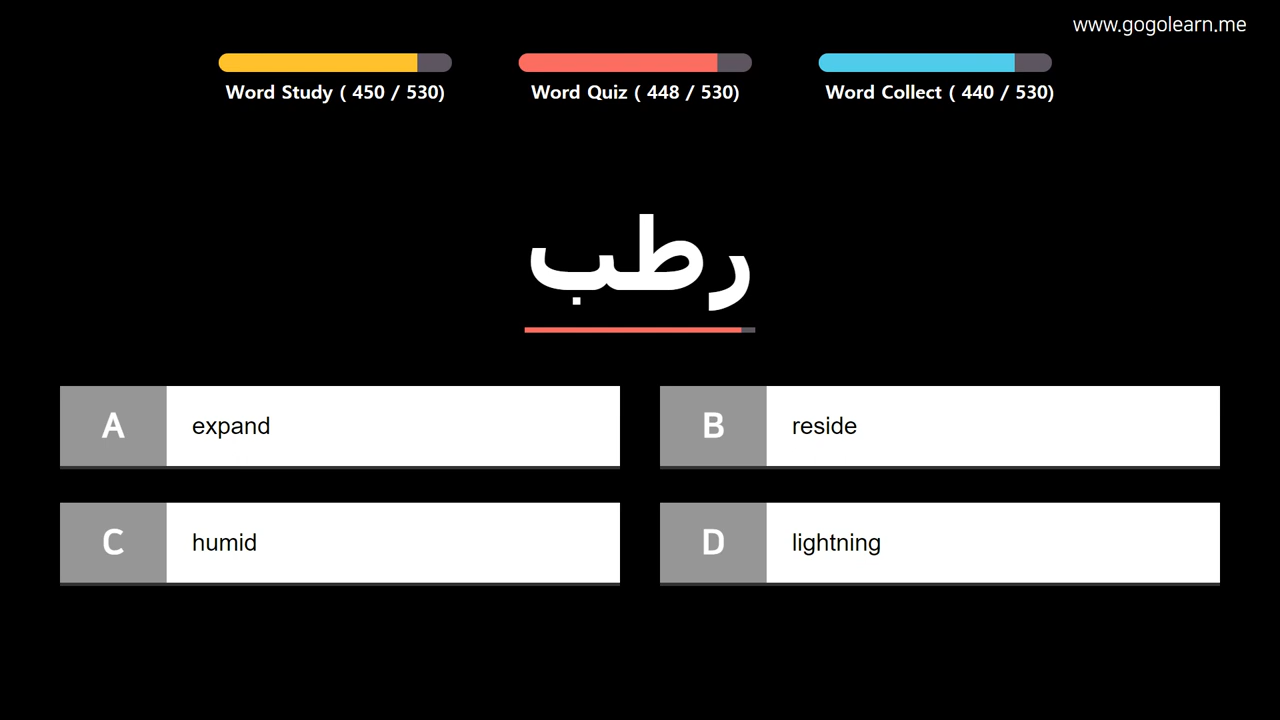 www.gogolearn.me
Word Study ( 450 / 530)
Word Quiz ( 448 / 530)
Word Collect ( 440 / 530)
رطب
A expand
B reside
C humid
D lightning